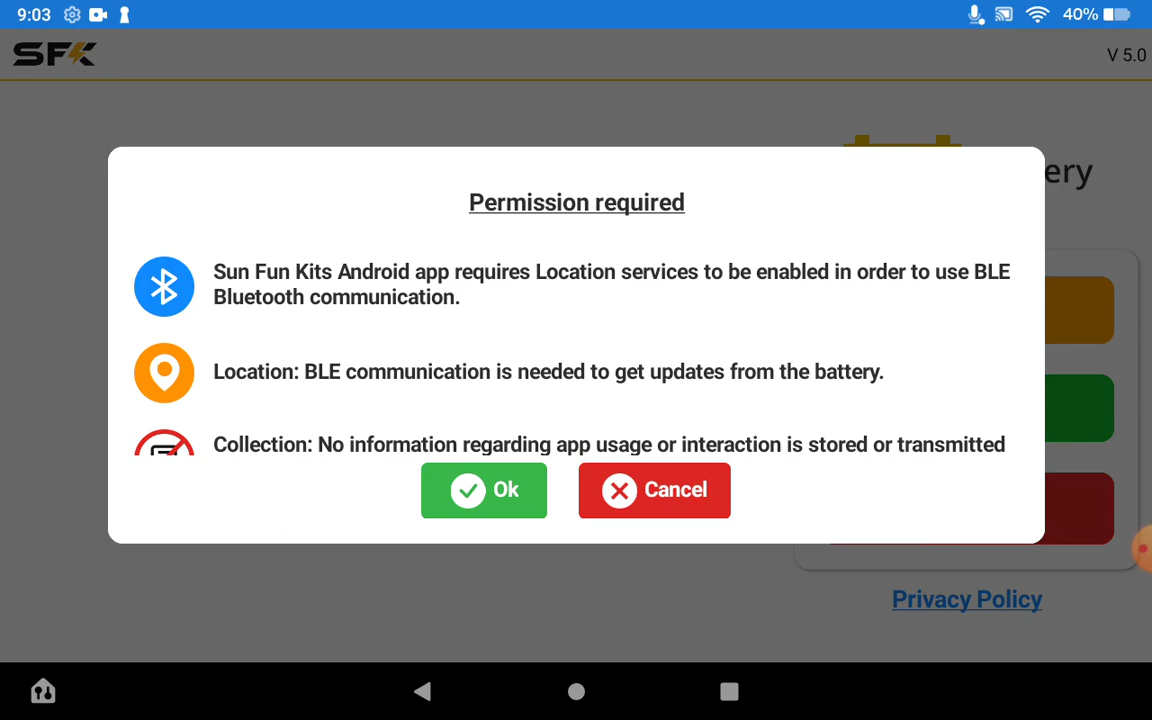 9:03
40%
SFK
V 5.0
ery
Permission required
Sun Fun Kits Android app requires Location services to be enabled in order to use BLE
Bluetooth communication.
Location: BLE communication is needed to get updates from the battery.
Collection: No information regarding app usage or interaction is stored or transmitted
Ok
Cancel
Privacy Policy